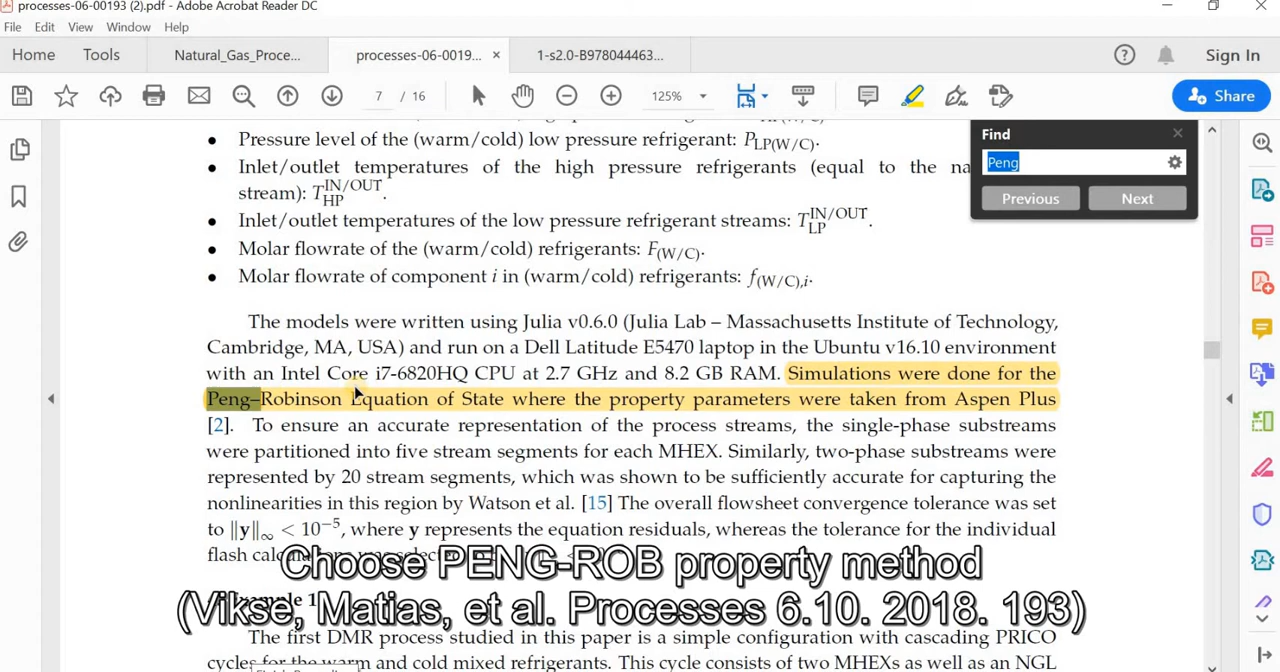 processes-06-00193 (2).pdf - Adobe Acrobat Reader DC
File Edit View Window Help
Home Tools Natural_Gas_Proce... processes-06-0019... × 1-s2.0-B978044463... Sign In
7 / 16 125% Share
Find
Peng
Previous Next
• Pressure level of the (warm/cold) low pressure refrigerant: P_LP(W/C).
• Inlet/outlet temperatures of the high pressure refrigerants (equal to the na
stream): T_HP^IN/OUT.
• Inlet/outlet temperatures of the low pressure refrigerant streams: T_LP^IN/OUT.
• Molar flowrate of the (warm/cold) refrigerants: F_(W/C).
• Molar flowrate of component i in (warm/cold) refrigerants: f_(W/C),i.
The models were written using Julia v0.6.0 (Julia Lab – Massachusetts Institute of Technology,
Cambridge, MA, USA) and run on a Dell Latitude E5470 laptop in the Ubuntu v16.10 environment
with an Intel Core i7-6820HQ CPU at 2.7 GHz and 8.2 GB RAM. Simulations were done for the
Peng–Robinson Equation of State where the property parameters were taken from Aspen Plus
[2]. To ensure an accurate representation of the process streams, the single-phase substreams
were partitioned into five stream segments for each MHEX. Similarly, two-phase substreams were
represented by 20 stream segments, which was shown to be sufficiently accurate for capturing the
nonlinearities in this region by Watson et al. [15] The overall flowsheet convergence tolerance was set
to ‖y‖∞ < 10⁻⁵, where y represents the equation residuals, whereas the tolerance for the individual
flash
Choose PENG-ROB property method
(Vikse, Matias, et al. Processes 6.10. 2018. 193)
The first DMR process studied in this paper is a simple configuration with cascading PRICO
cycles for the warm and cold mixed refrigerants. This cycle consists of two MHEXs as well as an NGL